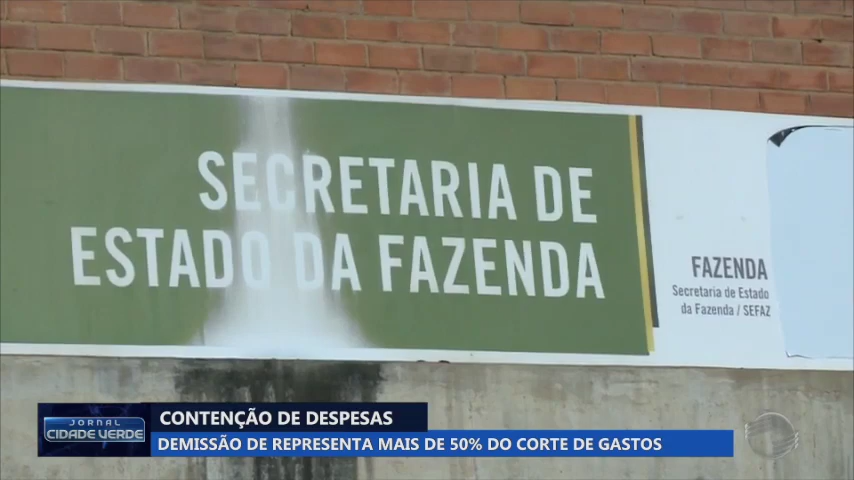 SECRETARIA DE
ESTADO DA FAZENDA
FAZENDA
Secretaria de Estado
da Fazenda / SEFAZ
JORNAL
CIDADE VERDE
CONTENÇÃO DE DESPESAS
DEMISSÃO DE REPRESENTA MAIS DE 50% DO CORTE DE GASTOS